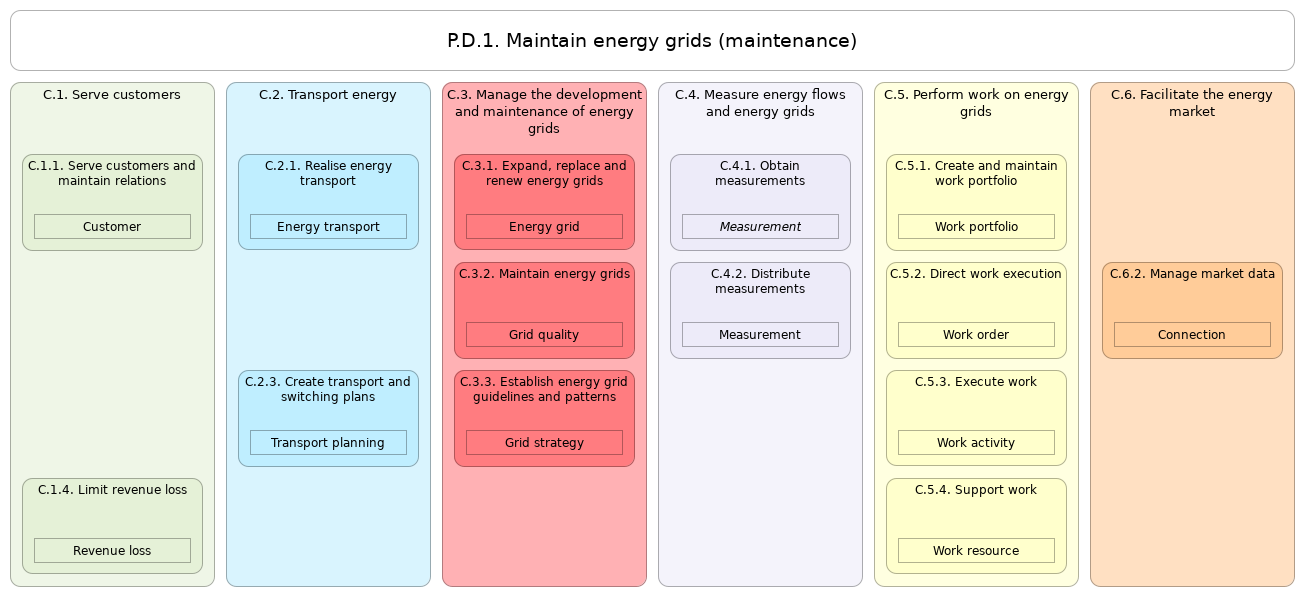 P.D.1. Maintain energy grids (maintenance)
C.1. Serve customers
C.1.1. Serve customers and
maintain relations
Customer
C.1.4. Limit revenue loss
Revenue loss
C.2. Transport energy
C.2.1. Realise energy
transport
Energy transport
C.2.3. Create transport and
switching plans
Transport planning
C.3. Manage the development
and maintenance of energy
grids
C.3.1. Expand, replace and
renew energy grids
Energy grid
C.3.2. Maintain energy grids
Grid quality
C.3.3. Establish energy grid
guidelines and patterns
Grid strategy
C.4. Measure energy flows
and energy grids
C.4.1. Obtain
measurements
Measurement
C.4.2. Distribute
measurements
Measurement
C.5. Perform work on energy
grids
C.5.1. Create and maintain
work portfolio
Work portfolio
C.5.2. Direct work execution
Work order
C.5.3. Execute work
Work activity
C.5.4. Support work
Work resource
C.6. Facilitate the energy
market
C.6.2. Manage market data
Connection